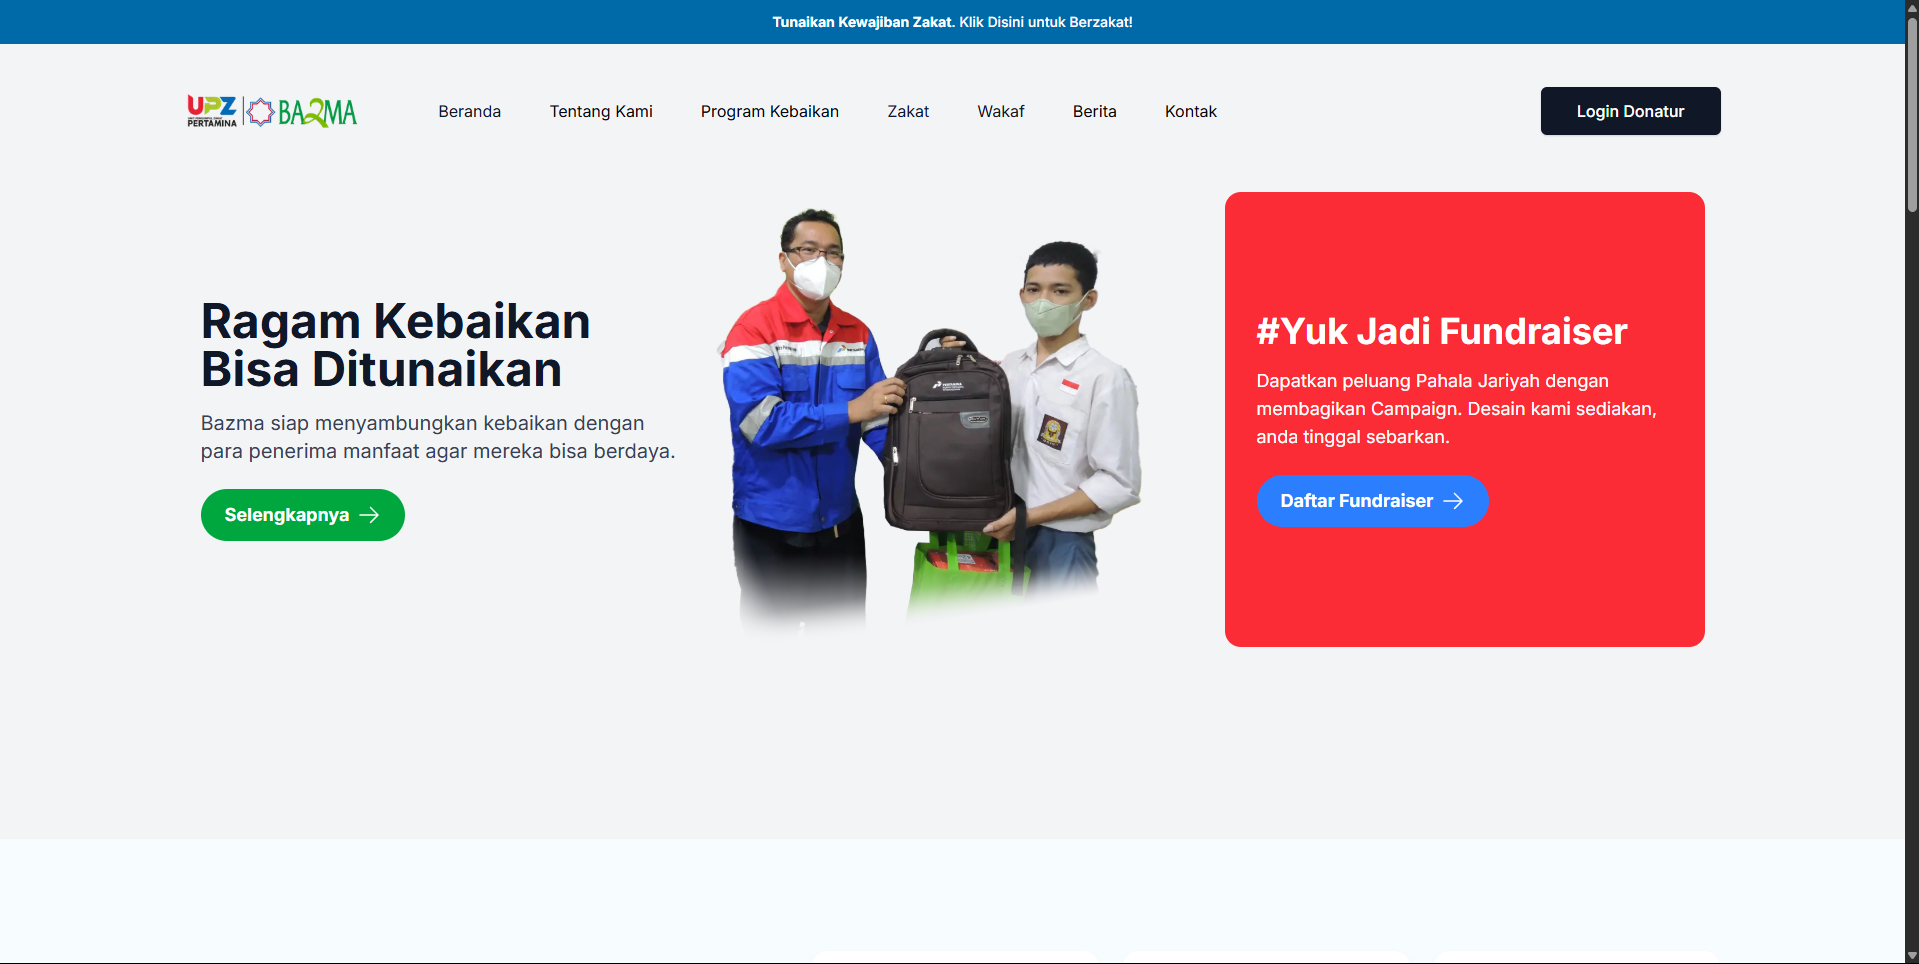 Tunaikan Kewajiban Zakat. Klik Disini untuk Berzakat!
UPZ
PERTAMINA
BAZMA
Beranda
Tentang Kami
Program Kebaikan
Zakat
Wakaf
Berita
Kontak
Login Donatur
Ragam Kebaikan
Bisa Ditunaikan
Bazma siap menyambungkan kebaikan dengan
para penerima manfaat agar mereka bisa berdaya.
Selengkapnya
PERTAMINA
#Yuk Jadi Fundraiser
Dapatkan peluang Pahala Jariyah dengan
membagikan Campaign. Desain kami sediakan,
anda tinggal sebarkan.
Daftar Fundraiser